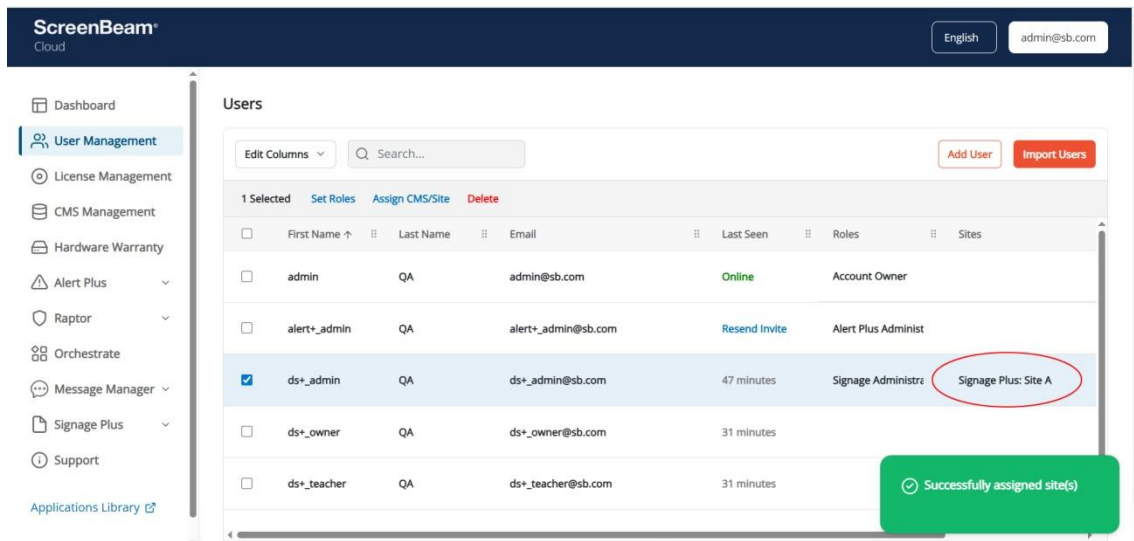 ScreenBeam®
Cloud
English
admin@sb.com
Dashboard
User Management
License Management
CMS Management
Hardware Warranty
Alert Plus
Raptor
Orchestrate
Message Manager
Signage Plus
Support
Applications Library
Users
Edit Columns
Search...
Add User
Import Users
1 Selected Set Roles Assign CMS/Site Delete
First Name Last Name Email Last Seen Roles Sites
admin QA admin@sb.com Online Account Owner
alert+_admin QA alert+_admin@sb.com Resend Invite Alert Plus Administ
ds+_admin QA ds+_admin@sb.com 47 minutes Signage Administra Signage Plus: Site A
ds+_owner QA ds+_owner@sb.com 31 minutes
ds+_teacher QA ds+_teacher@sb.com 31 minutes
Successfully assigned site(s)